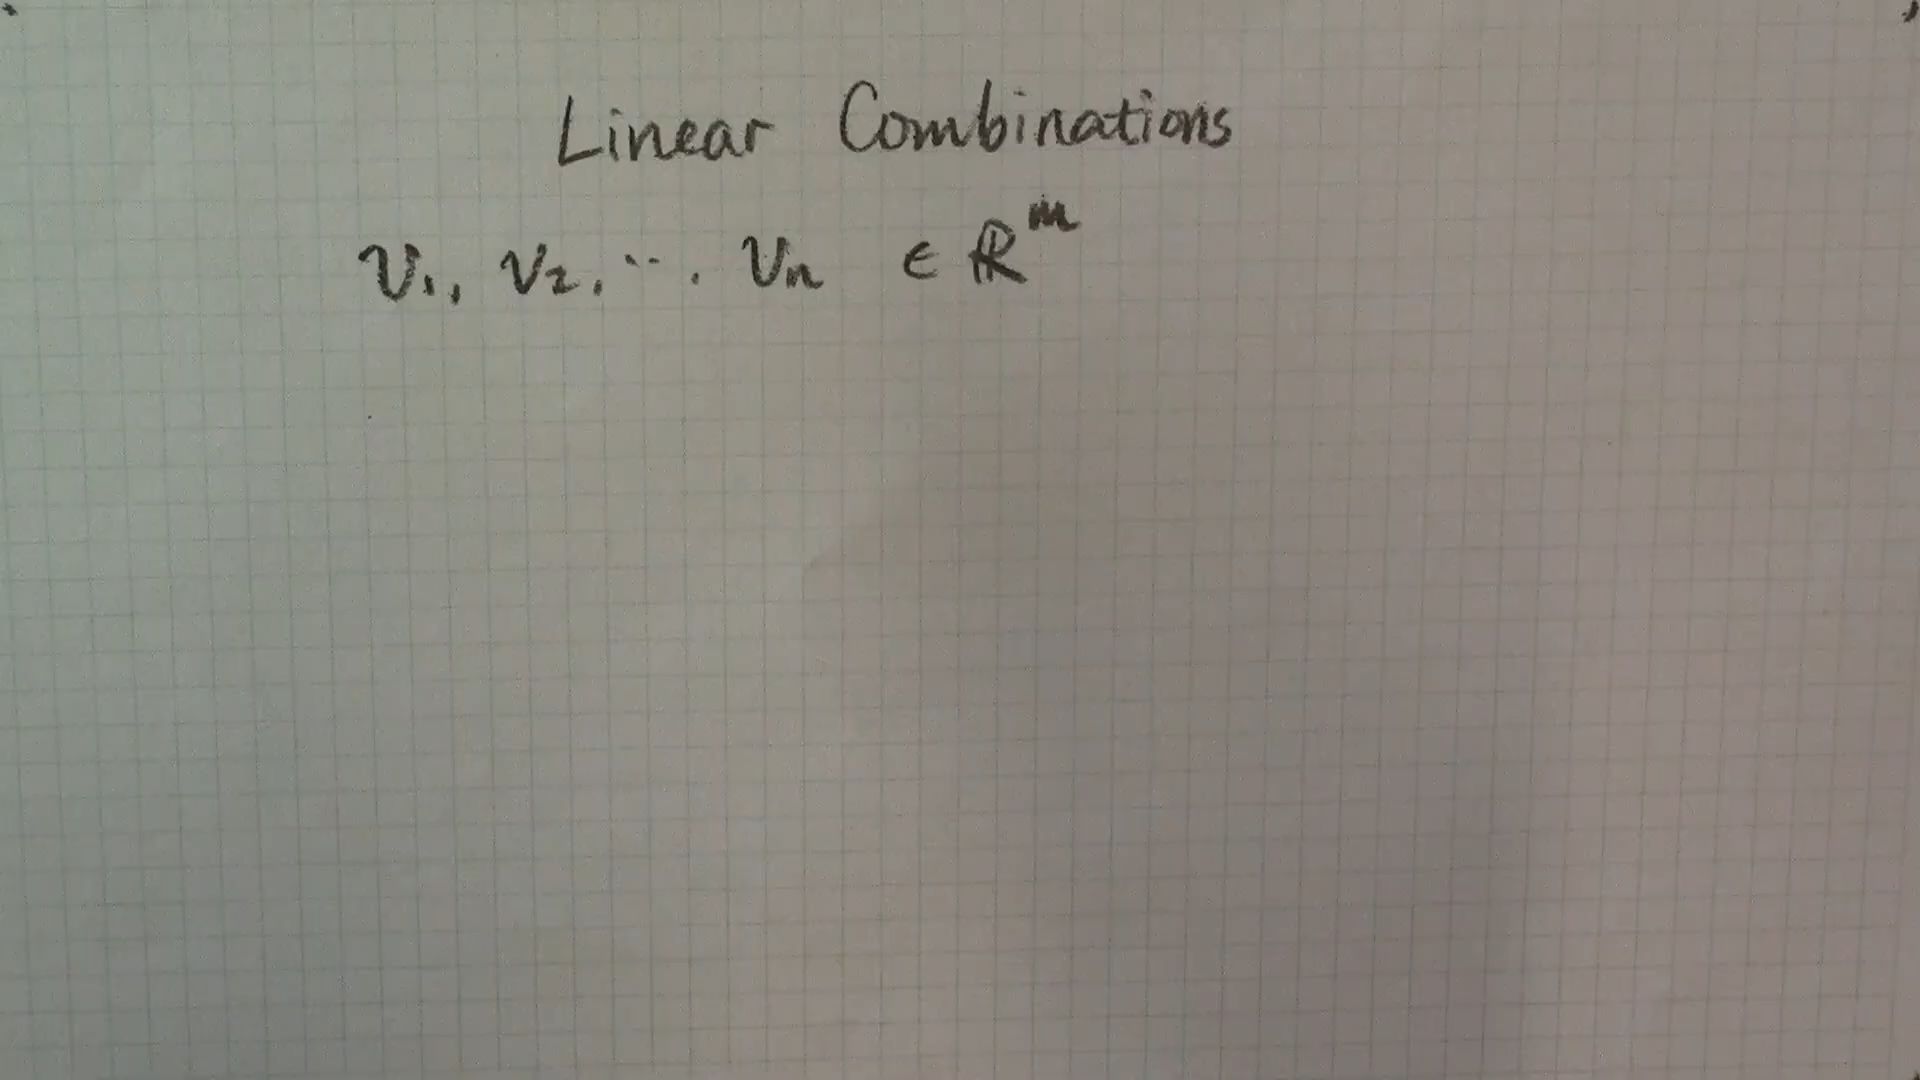 Linear Combinations
v₁, v₂, ..., vₙ ∈ ℝᵐ